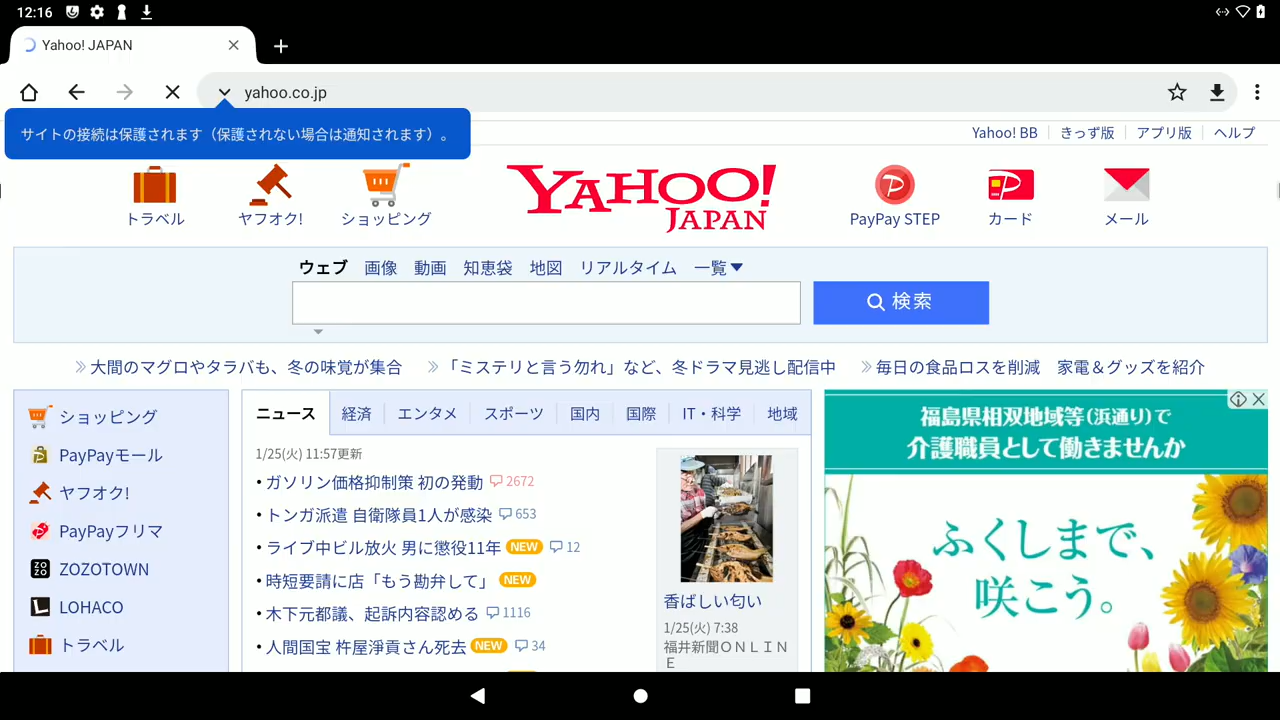 12:16
Yahoo! JAPAN
yahoo.co.jp
サイトの接続は保護されます（保護されない場合は通知されます）。
Yahoo! BB
きっず版
アプリ版
ヘルプ
トラベル
ヤフオク!
ショッピング
YAHOO!
JAPAN
PayPay STEP
カード
メール
ウェブ 画像 動画 知恵袋 地図 リアルタイム 一覧
検索
大間のマグロやタラバも、冬の味覚が集合
「ミステリと言う勿れ」など、冬ドラマ見逃し配信中
毎日の食品ロスを削減 家電＆グッズを紹介
ショッピング
PayPayモール
ヤフオク!
PayPayフリマ
ZOZO
ZOZOTOWN
LOHACO
トラベル
ニュース 経済 エンタメ スポーツ 国内 国際 IT・科学 地域
1/25(火) 11:57更新
・ガソリン価格抑制策 初の発動 2672
・トンガ派遣 自衛隊員1人が感染 653
・ライブ中ビル放火 男に懲役11年 NEW 12
・時短要請に店「もう勘弁して」 NEW
・木下元都議、起訴内容認める 1116
・人間国宝 杵屋淨貢さん死去 NEW 34
香ばしい匂い
1/25(火) 7:38
福井新聞ＯＮＬＩＮ
Ｅ
福島県相双地域等(浜通り)で
介護職員として働きませんか
ふくしまで、
咲こう。